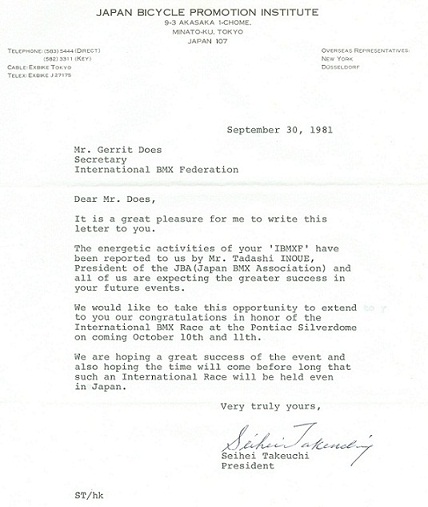 JAPAN BICYCLE PROMOTION INSTITUTE
9-3 AKASAKA 1-CHOME,
MINATO-KU, TOKYO
JAPAN 107
TELEPHONE: (583) 5444 (DIRECT)
(582) 3311 (KEY)
CABLE: EXBIKE TOKYO
TELEX: EXBIKE J27175
OVERSEAS REPRESENTATIVES:
NEW YORK
DÜSSELDORF
September 30, 1981
Mr. Gerrit Does
Secretary
International BMX Federation
Dear Mr. Does,
It is a great pleasure for me to write this
letter to you.
The energetic activities of your 'IBMXF' have
been reported to us by Mr. Tadashi INOUE,
President of the JBA(Japan BMX Association) and
all of us are expecting the greater success in
your future events.
We would like to take this opportunity to extend
to you our congratulations in honor of the
International BMX Race at the Pontiac Silverdome
on coming October 10th and 11th.
We are hoping a great success of the event and
also hoping the time will come before long that
such an International Race will be held even
in Japan.
Very truly yours,
Seihei Takeuchi
Seihei Takeuchi
President
ST/hk